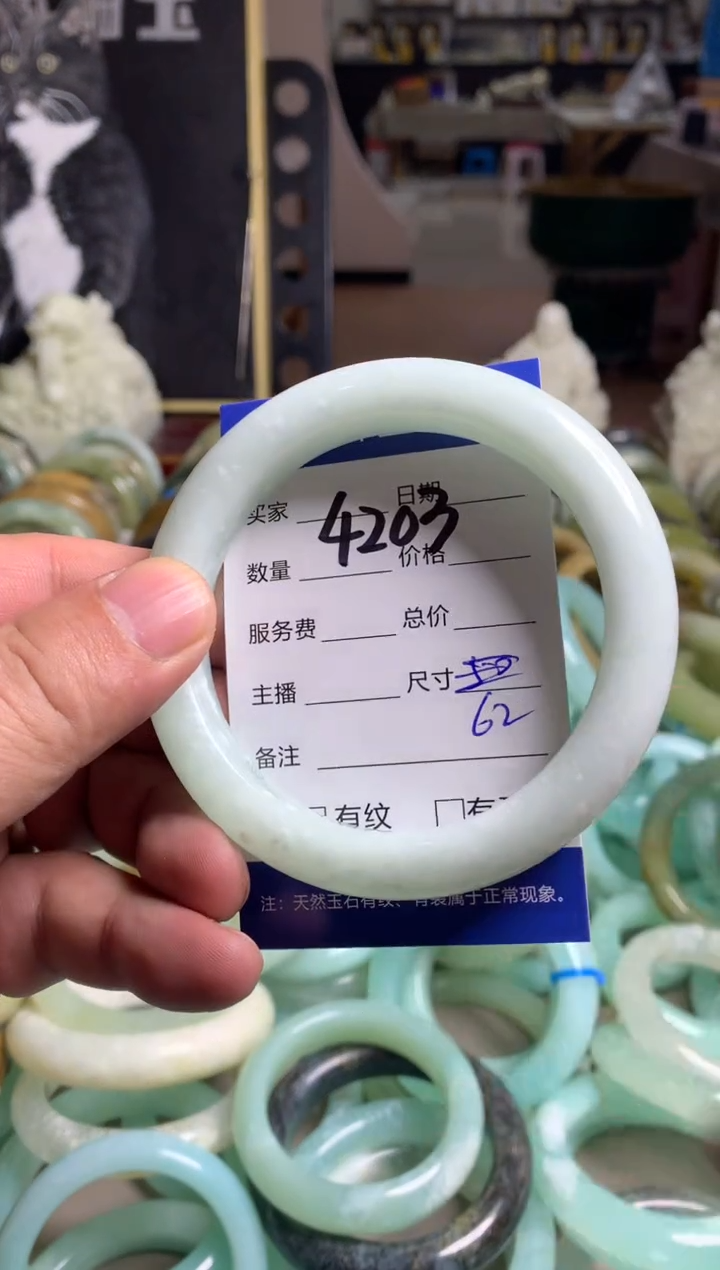 玉
买家 日期
4203
数量 价格
服务费 总价
主播 尺寸
62
备注
有纹 有
注：天然玉石有纹、有裂属于正常现象。